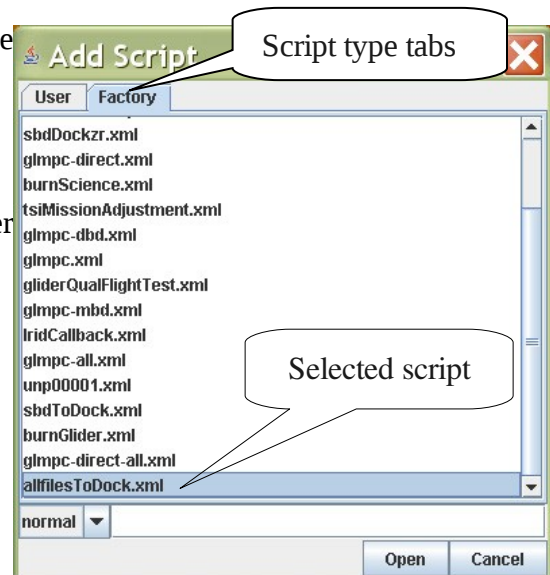 e
Add Script
Script type tabs
User Factory
sbdDockzr.xml
glmpc-direct.xml
burnScience.xml
tsiMissionAdjustment.xml
er
glmpc-dbd.xml
glmpc.xml
gliderQualFlightTest.xml
glmpc-mbd.xml
IridCallback.xml
glmpc-all.xml
Selected script
unp00001.xml
sbdToDock.xml
burnGlider.xml
glmpc-direct-all.xml
allfilesToDock.xml
normal
Open Cancel